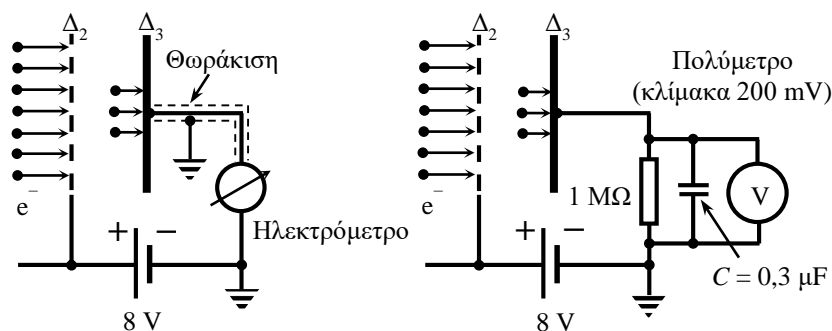 Δ2
Δ3
Θωράκιση
e−
+ −
Ηλεκτρόμετρο
8 V
Δ2
Δ3
Πολύμετρο
(κλίμακα 200 mV)
1 MΩ
V
e−
+ −
C = 0,3 μF
8 V